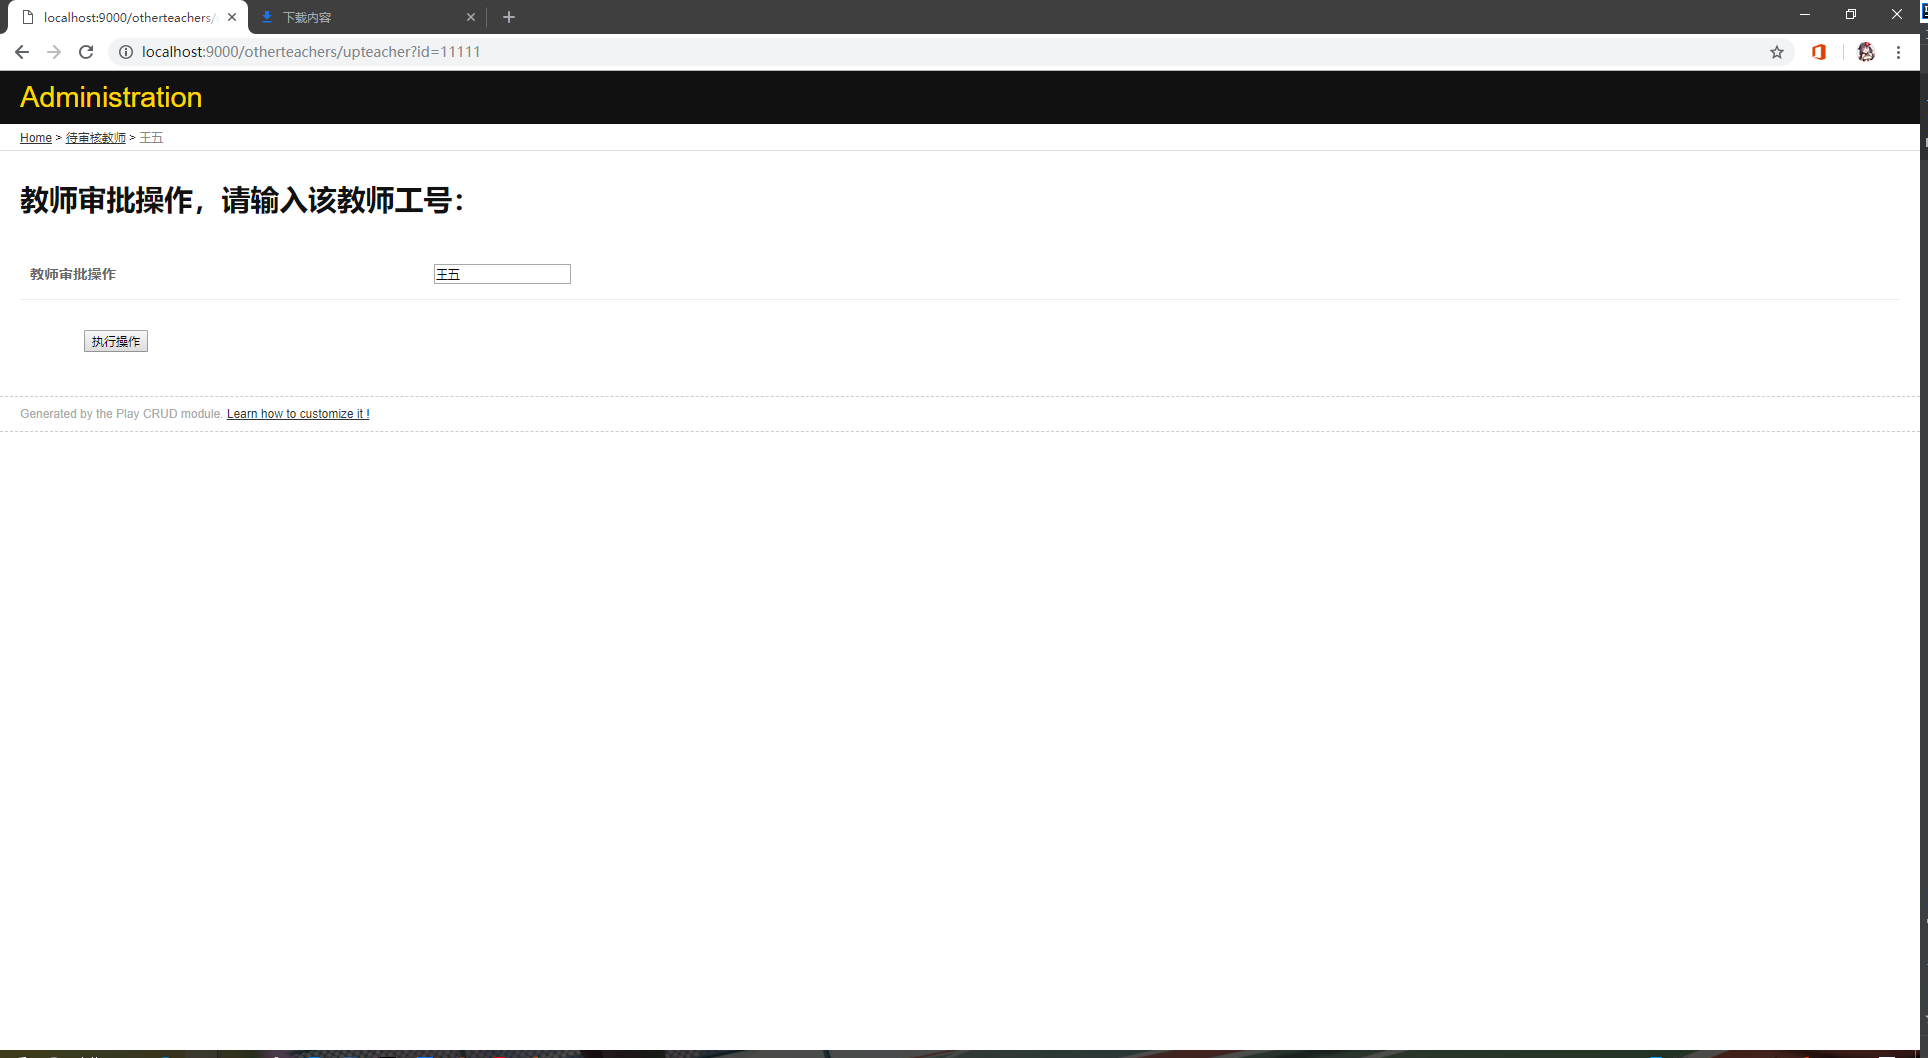 localhost:9000/otherteachers/
下载内容
localhost:9000/otherteachers/upteacher?id=11111
Administration
Home > 待审核教师 > 王五
教师审批操作，请输入该教师工号：
教师审批操作
王五
执行操作
Generated by the Play CRUD module. Learn how to customize it !